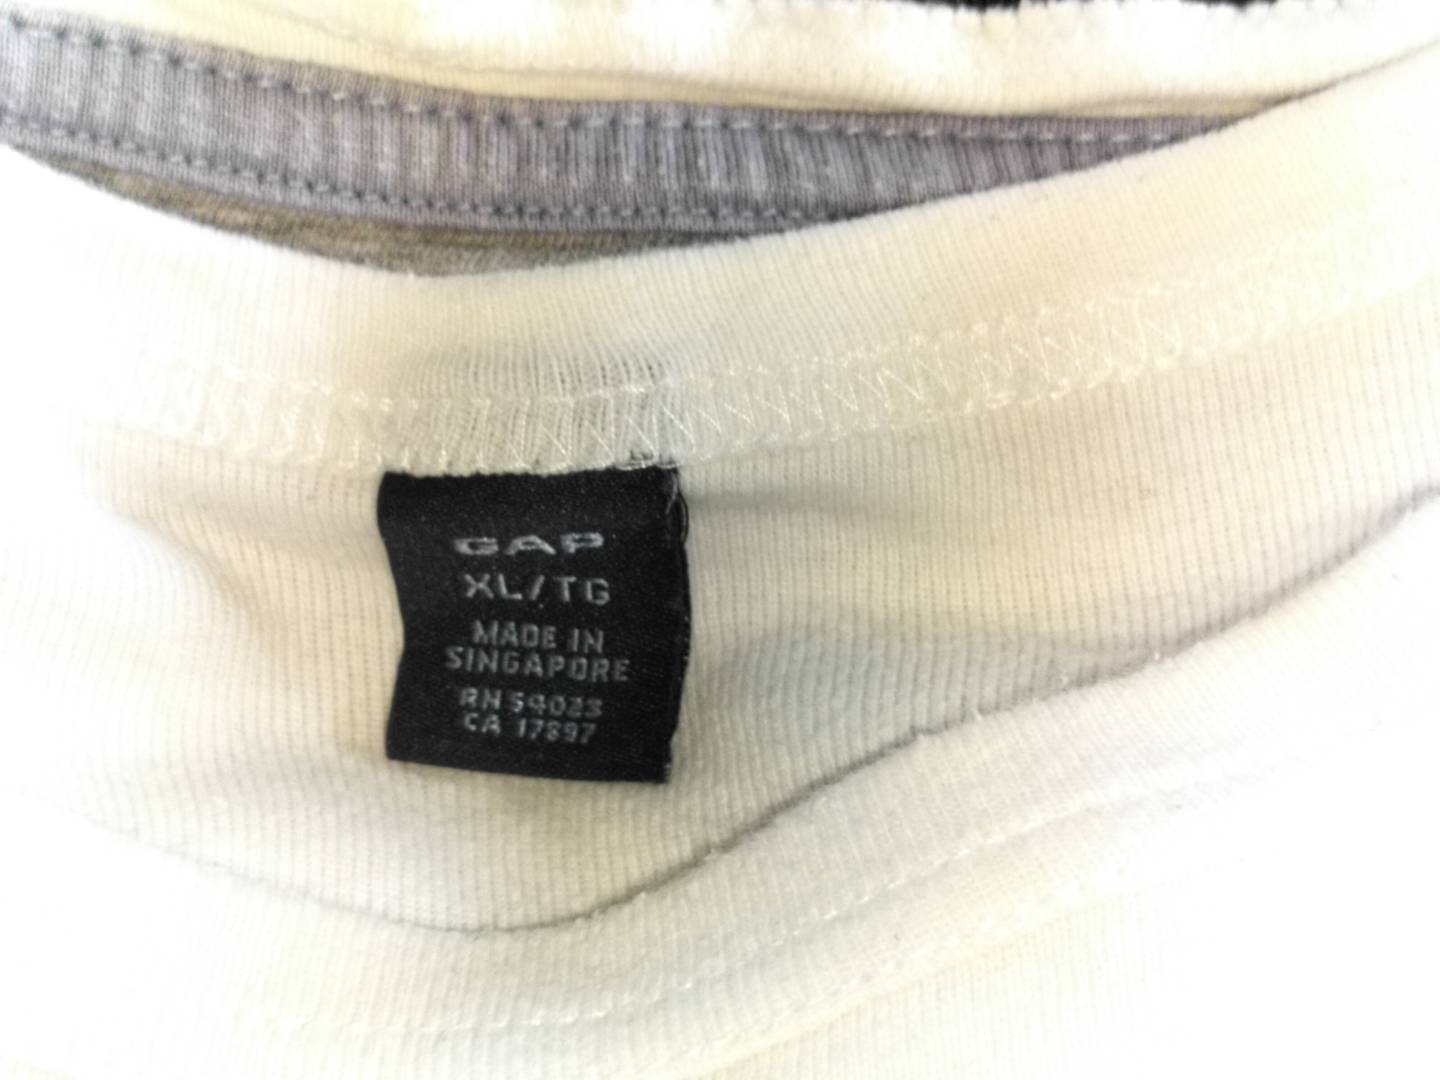 GAP
XL/TG
MADE IN
SINGAPORE
RN 54023
CA 17897